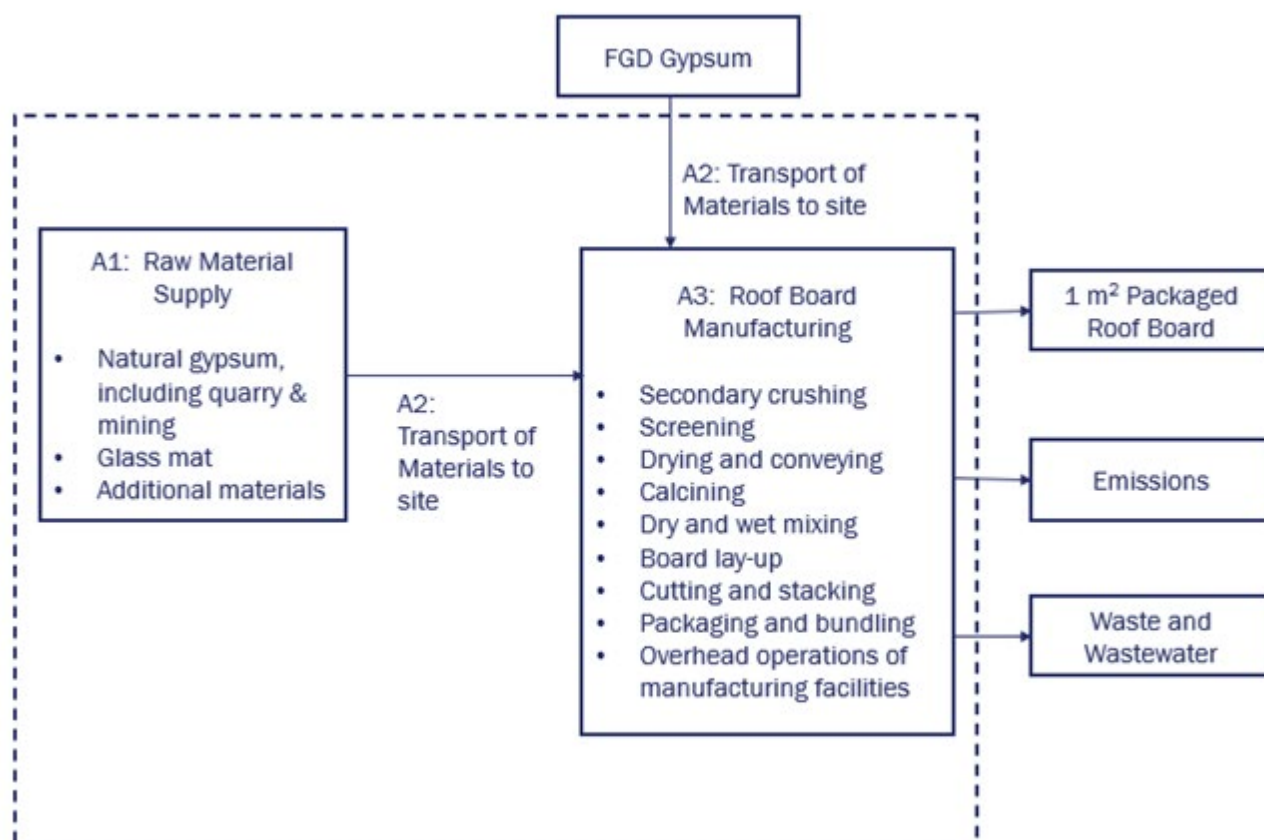 FGD Gypsum
A2: Transport of
Materials to site
A1: Raw Material
Supply
• Natural gypsum,
including quarry &
mining
• Glass mat
• Additional materials
A2:
Transport of
Materials to
site
A3: Roof Board
Manufacturing
• Secondary crushing
• Screening
• Drying and conveying
• Calcining
• Dry and wet mixing
• Board lay-up
• Cutting and stacking
• Packaging and bundling
• Overhead operations of
manufacturing facilities
1 m² Packaged
Roof Board
Emissions
Waste and
Wastewater